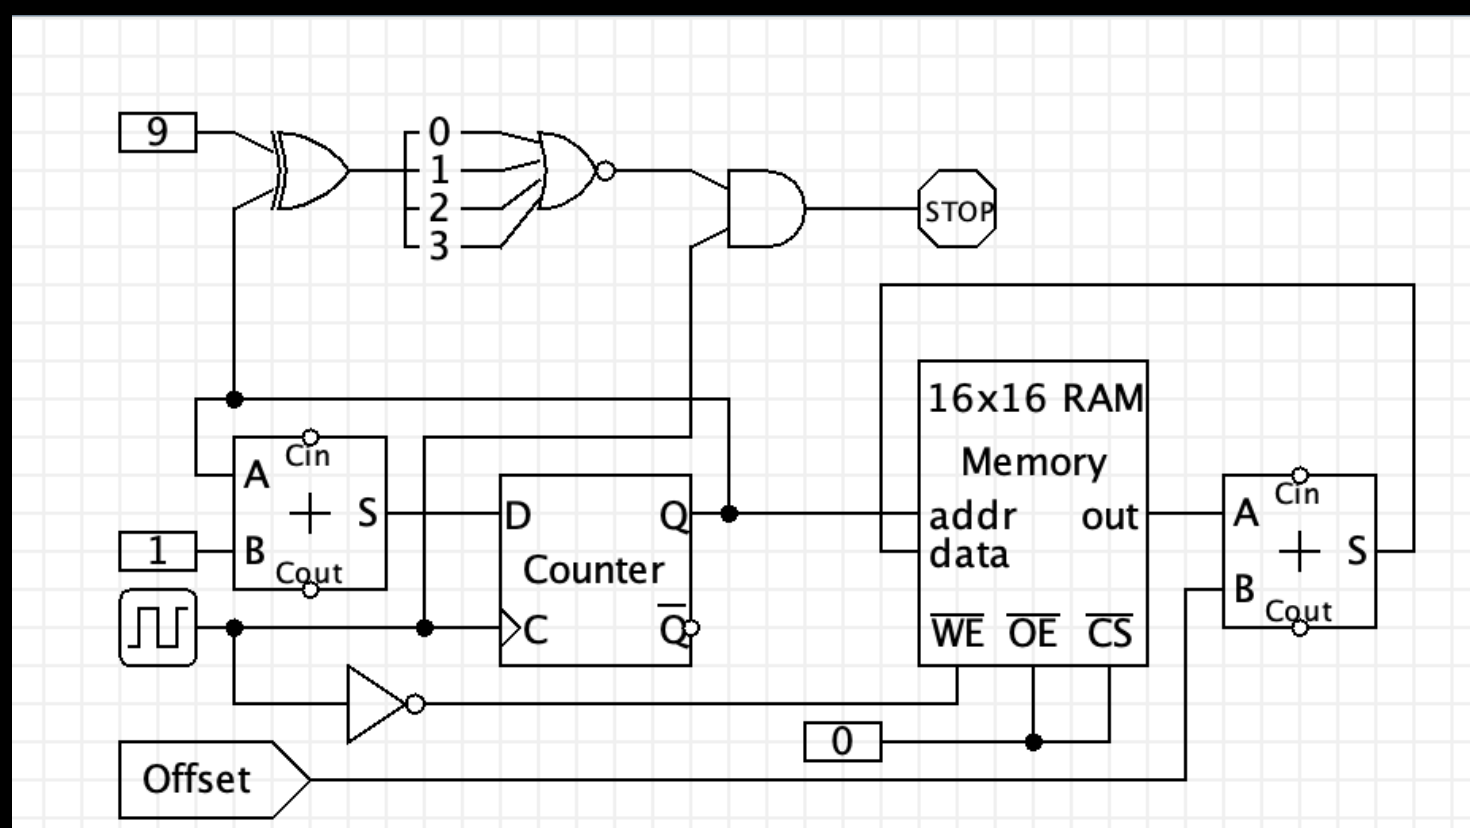 9
0
1
2
3
STOP
Cin
A
S
B
Cout
1
D
Q
Counter
C
Q
16x16 RAM
Memory
addr
out
data
WE
OE
CS
Cin
A
S
B
Cout
0
Offset